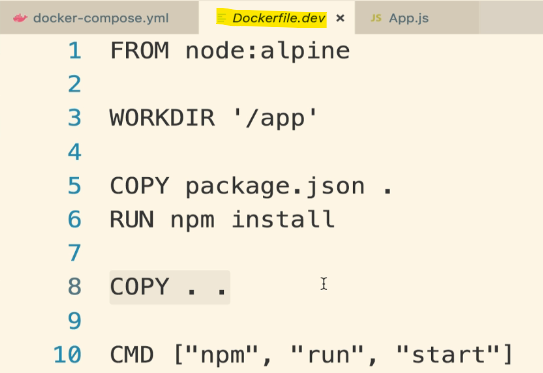 docker-compose.yml Dockerfile.dev × JS App.js
1 FROM node:alpine
2
3 WORKDIR '/app'
4
5 COPY package.json .
6 RUN npm install
7
8 COPY . .
9
10 CMD ["npm", "run", "start"]